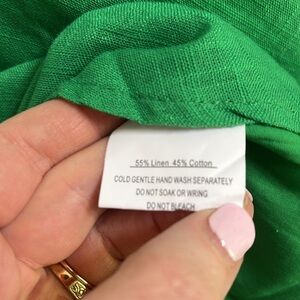 55% Linen 45% Cotton
COLD GENTLE HAND WASH SEPARATELY
DO NOT SOAK OR WRING
DO NOT BLEACH